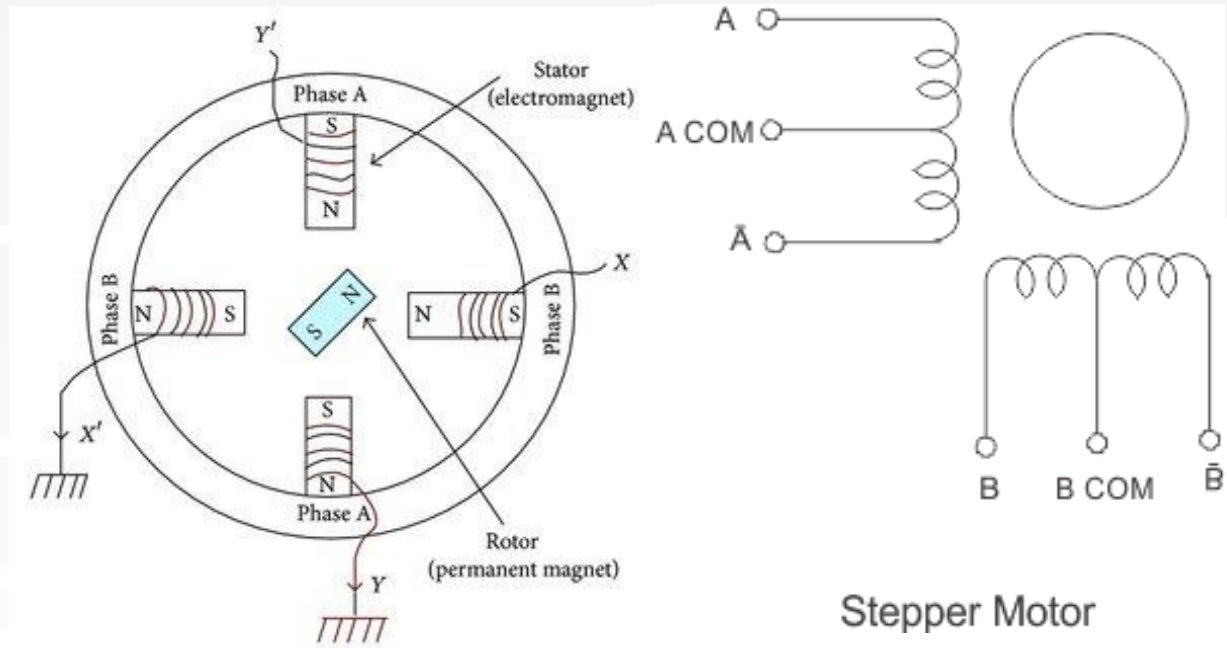 Y'
Stator
(electromagnet)
Phase A
S
N
X
Phase B
N
S
S
N
N
S
Phase B
X'
S
N
Phase A
Y
Rotor
(permanent magnet)
A
A COM
Ā
B
B COM
B̄
Stepper Motor